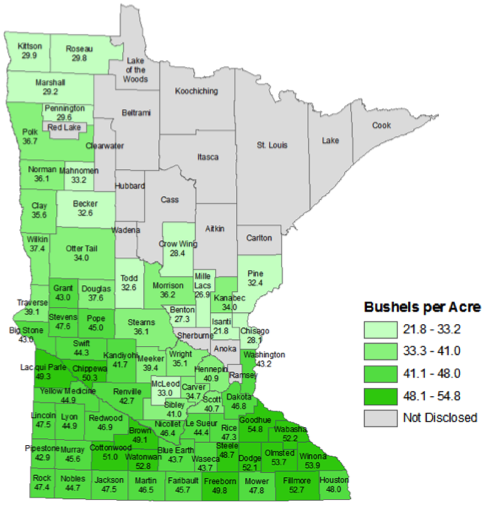 Kittson
29.9
Roseau
29.8
Lake
of the
Woods
Marshall
29.2
Koochiching
Pennington
29.6
Beltrami
Red Lake
Polk
36.7
Clearwater
Cook
Lake
St. Louis
Itasca
Norman
36.1
Mahnomen
33.2
Hubbard
Cass
Clay
35.6
Becker
32.6
Wadena
Aitkin
Crow Wing
28.4
Carlton
Wilkin
37.4
Otter Tail
34.0
Todd
32.6
Morrison
36.2
Mille
Lacs
26.9
Kanabec
34.0
Pine
32.4
Grant
43.0
Douglas
37.6
Traverse
39.1
Stevens
47.6
Pope
45.0
Stearns
36.1
Benton
27.3
Isanti
21.8
Chisago
28.1
Big Stone
43.0
Sherburne
Anoka
Washington
43.2
Swift
44.3
Kandiyohi
41.7
Meeker
39.4
Wright
36.1
Hennepin
40.9
Ramsey
Lac qui Parle
49.3
Chippewa
50.3
McLeod
33.0
Carver
34.7
Scott
40.7
Dakota
46.8
Yellow Medicine
44.9
Renville
42.7
Sibley
41.0
Goodhue
54.8
Lincoln
47.5
Lyon
44.9
Redwood
46.9
Brown
49.1
Nicollet
46.4
Le Sueur
44.4
Rice
47.3
Wabasha
52.2
Pipestone
42.9
Murray
45.6
Cottonwood
51.0
Watonwan
52.8
Blue Earth
43.7
Waseca
43.7
Steele
48.7
Dodge
52.1
Olmsted
53.7
Winona
53.9
Rock
47.4
Nobles
44.7
Jackson
47.5
Martin
46.5
Faribault
45.7
Freeborn
49.8
Mower
47.8
Fillmore
52.7
Houston
48.0
Bushels per Acre
21.8 - 33.2
33.3 - 41.0
41.1 - 48.0
48.1 - 54.8
Not Disclosed